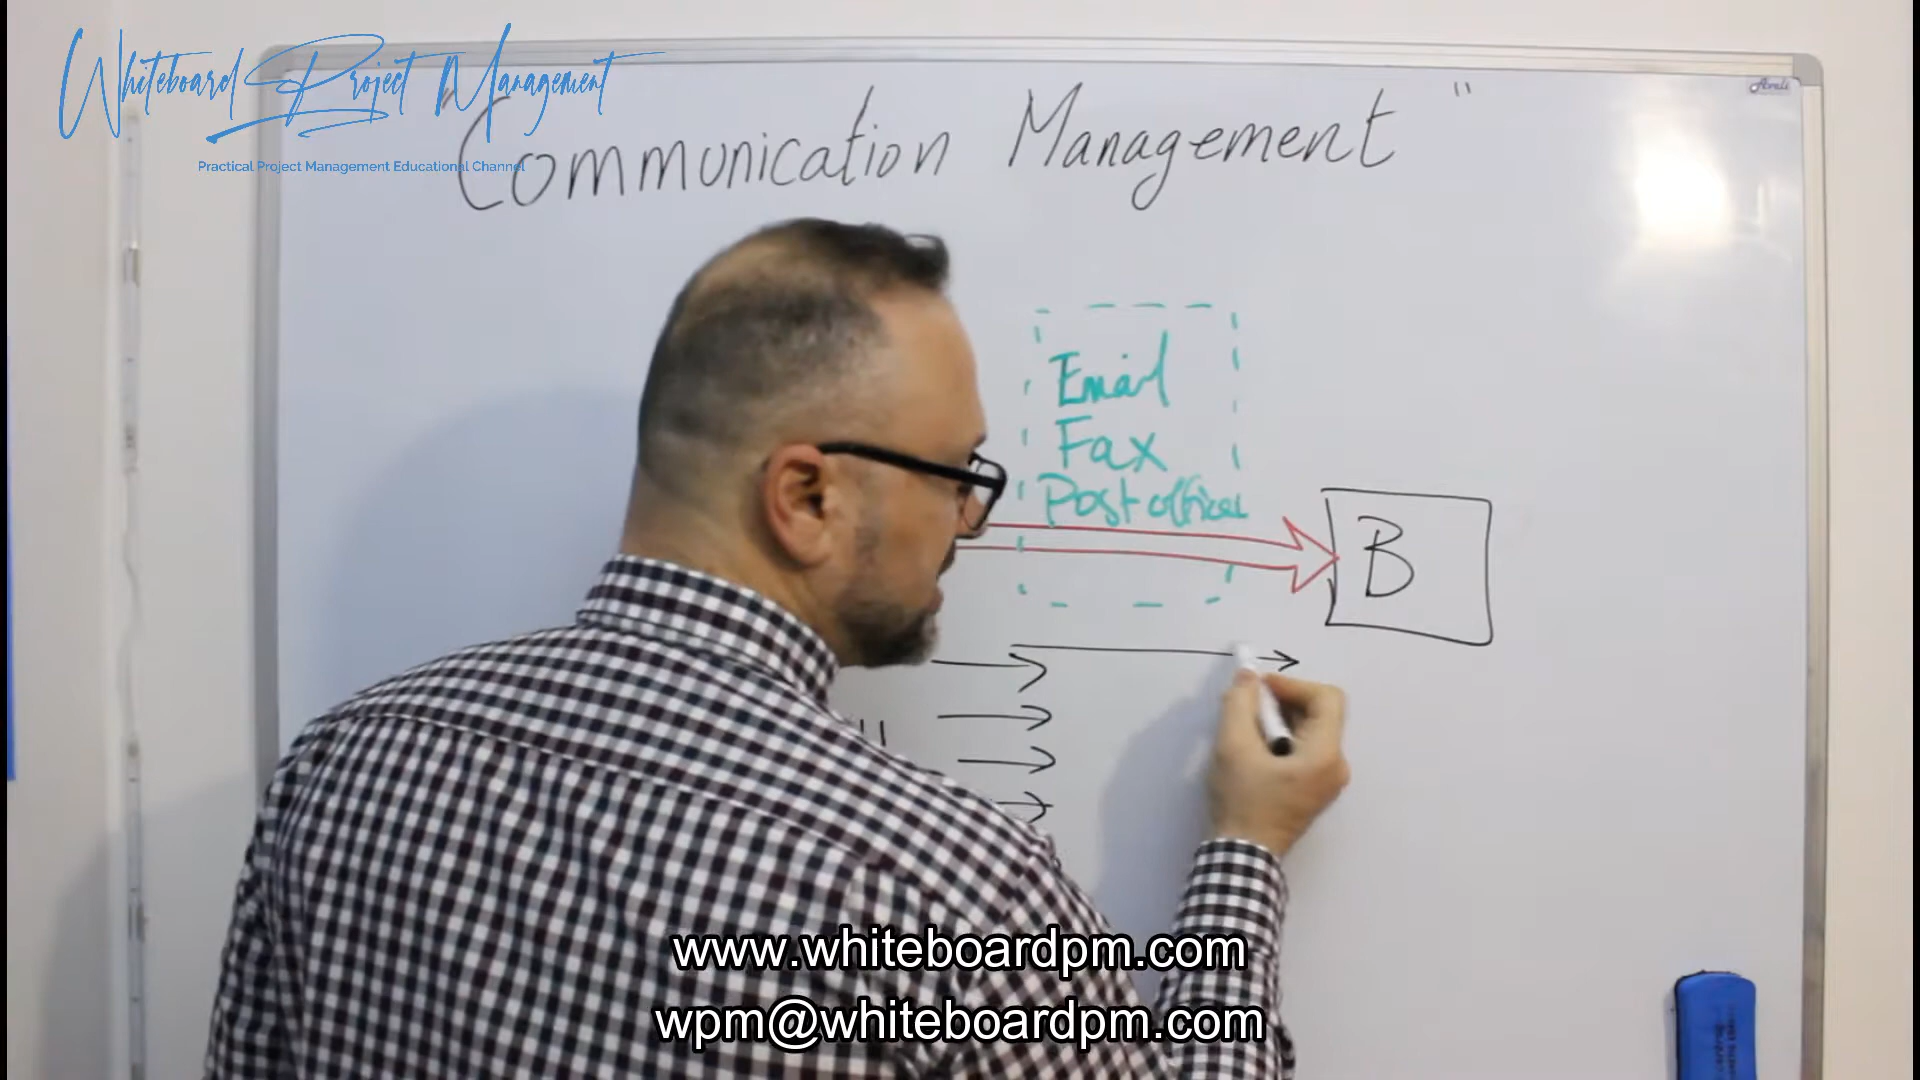 Whiteboard Project Management
Practical Project Management Educational Channel
"Communication Management"
Email
Fax
Post office
B
www.whiteboardpm.com
wpm@whiteboardpm.com